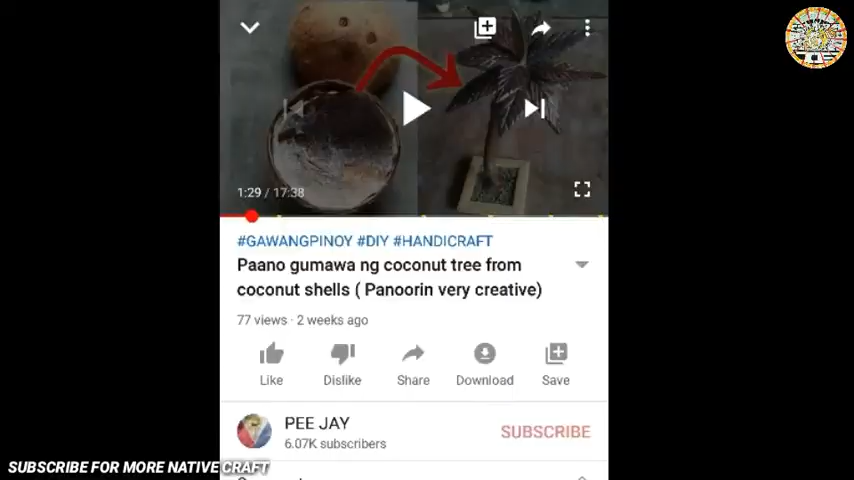 1:29 / 17:38
#GAWANGPINOY #DIY #HANDICRAFT
Paano gumawa ng coconut tree from
coconut shells ( Panoorin very creative)
77 views · 2 weeks ago
Like Dislike Share Download Save
PEE JAY
6.07K subscribers
SUBSCRIBE
SUBSCRIBE FOR MORE NATIVE CRAFT